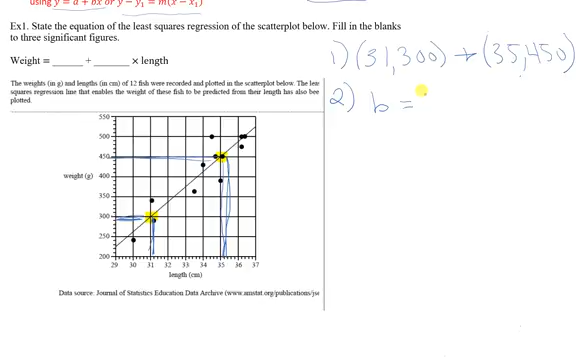 using y = a + bx or y − y₁ = m(x − x₁)
Ex1. State the equation of the least squares regression of the scatterplot below. Fill in the blanks
to three significant figures.
Weight = ______ + ______ × length
1) (31,300) + (35,450)
2) b =
The weights (in g) and lengths (in cm) of 12 fish were recorded and plotted in the scatterplot below. The leas
squares regression line that enables the weight of these fish to be predicted from their length has also bee
plotted.
550
500
450
400
350
300
250
200
weight (g)
29 30 31 32 33 34 35 36 37
length (cm)
Data source: Journal of Statistics Education Data Archive (www.amstat.org/publications/jse